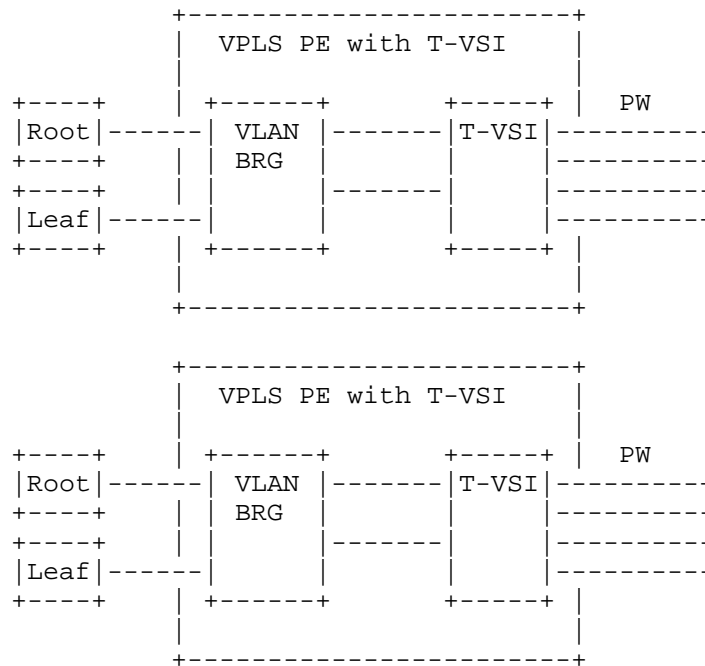 VPLS PE with T-VSI
PW
Root VLAN T-VSI
BRG
Leaf
VPLS PE with T-VSI
PW
Root VLAN T-VSI
BRG
Leaf